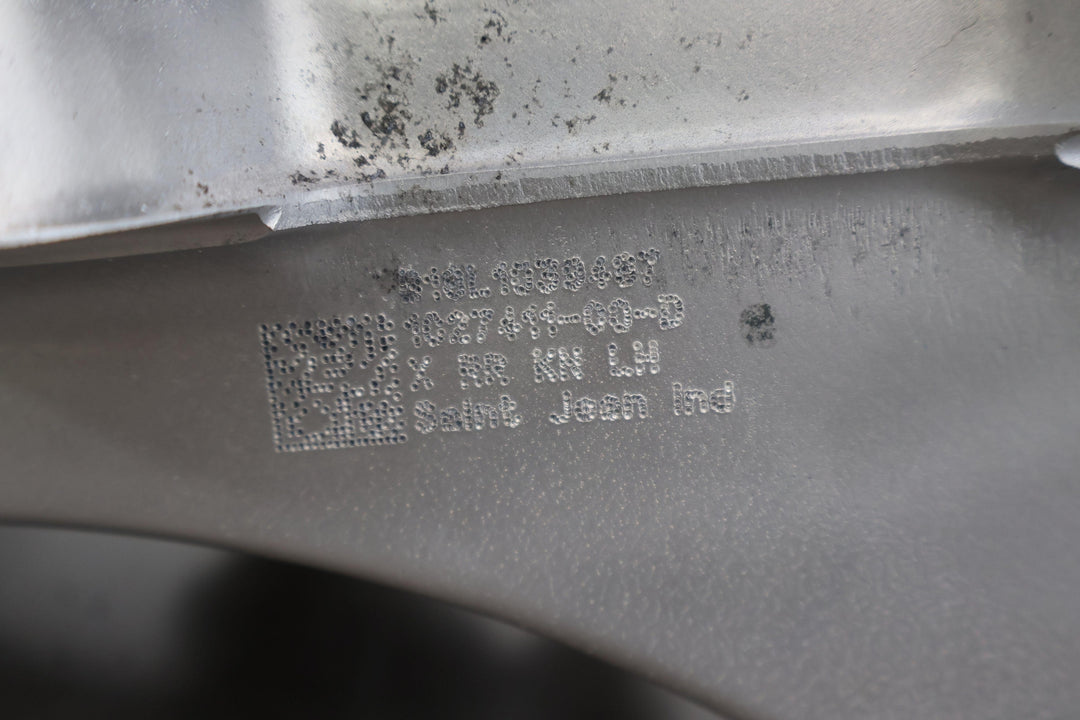 1027411-00-D
X RR KN LH
Saint Jean Ind